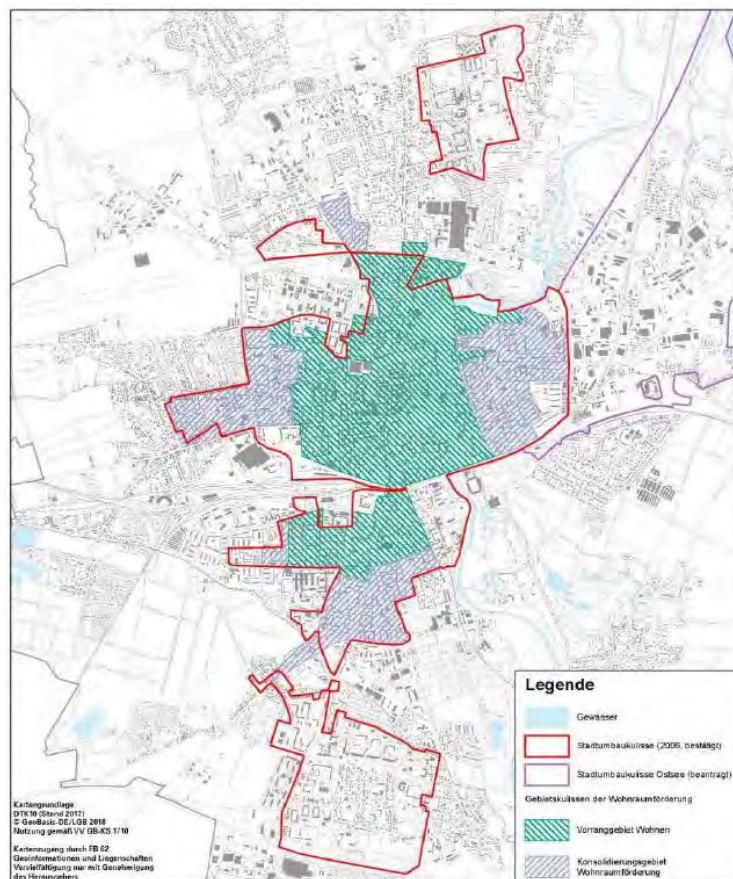 Legende
Gewässer
Stadtumbaukulisse (2006, bestätigt)
Stadtumbaukulisse Ostsee (beantragt)
Gebietskulissen der Wohnraumförderung
Vorranggebiet Wohnen
Konsolidierungsgebiet
Wohnraumförderung
Kartengrundlage
DTK10 (Stand 2017)
© GeoBasis-DE/LGB 2018
Nutzung gemäß VV GB-KS 1/10
Kartenzugang durch FB 62
Geoinformationen und Liegenschaften
Vervielfältigung nur mit Genehmigung
des Herausgebers